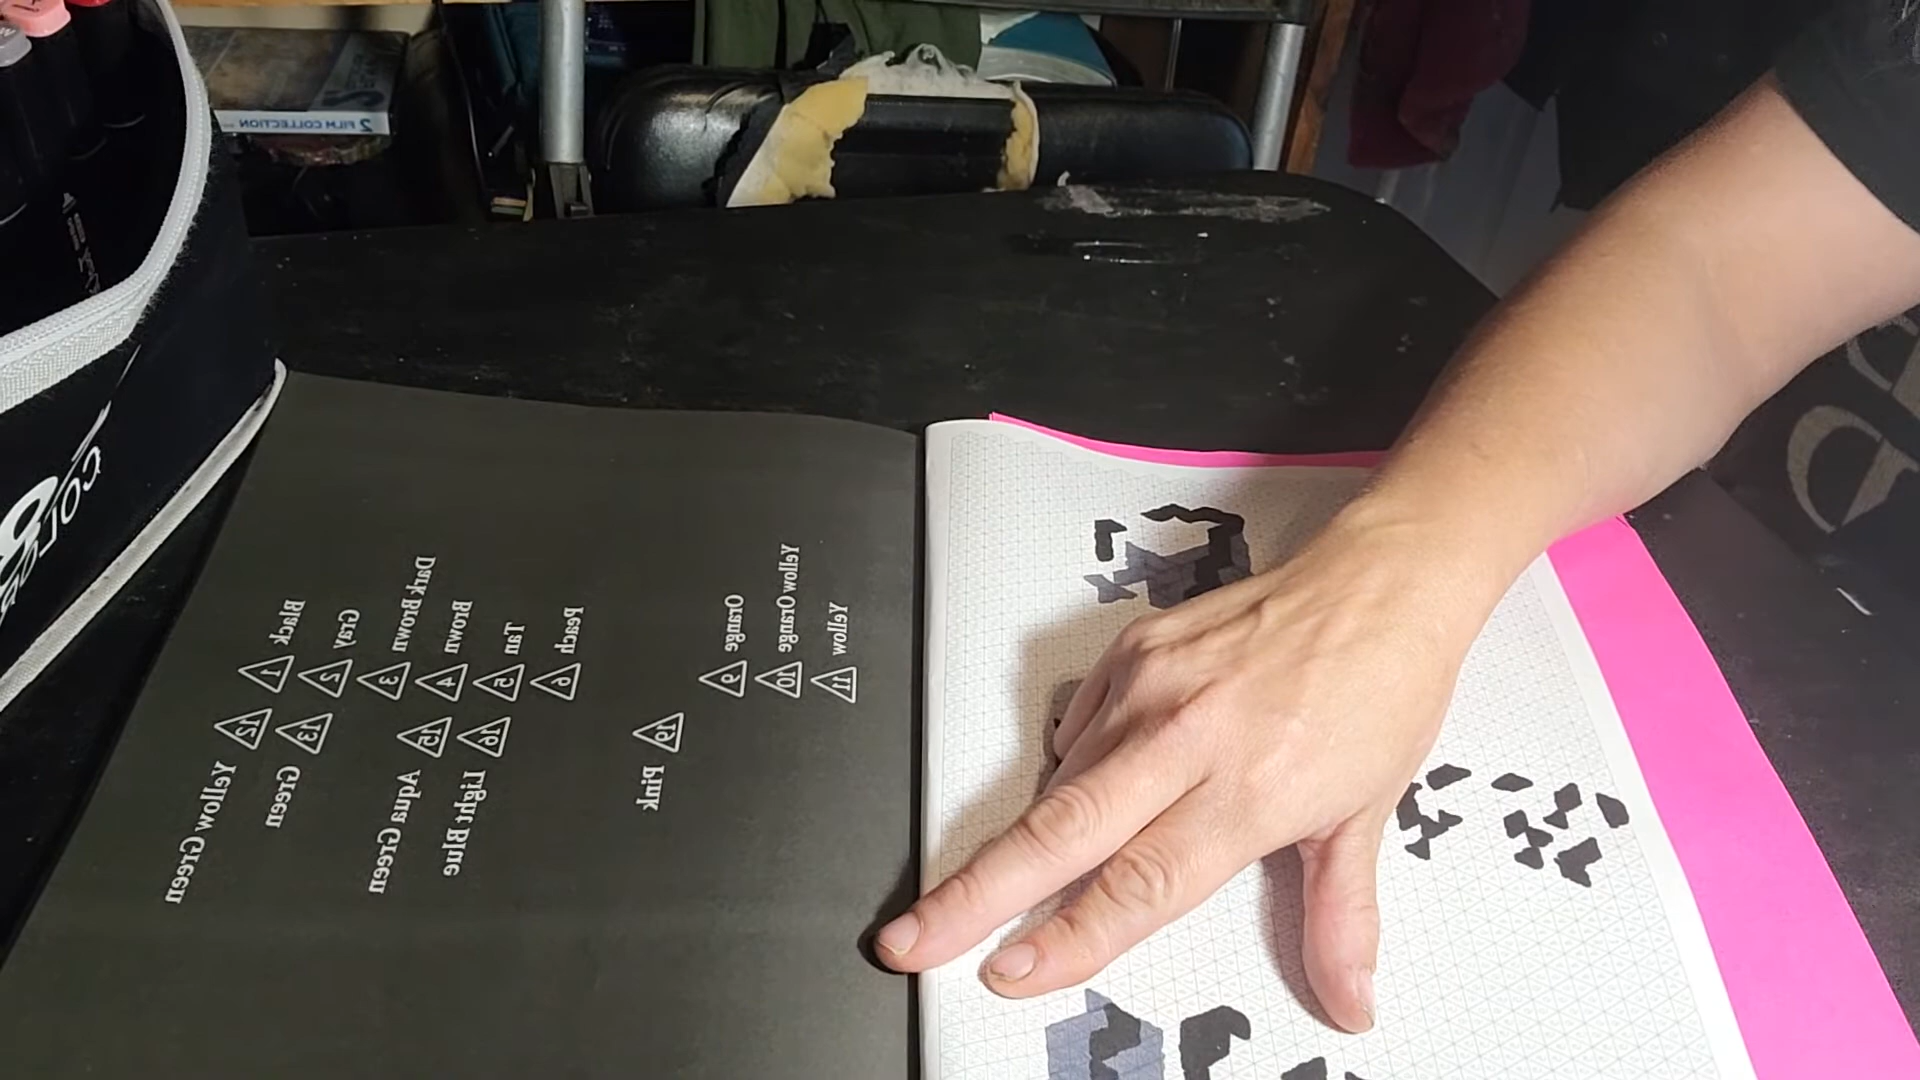 2 FILM COLLECTION
COLOR
Black 1
Gray 2
Dark Brown 3
Brown 4
Tan 5
Peach 6
Orange 9
Yellow Orange 10
Yellow 11
12 Yellow Green
13 Green
15 Aqua Green
16 Light Blue
19 Pink